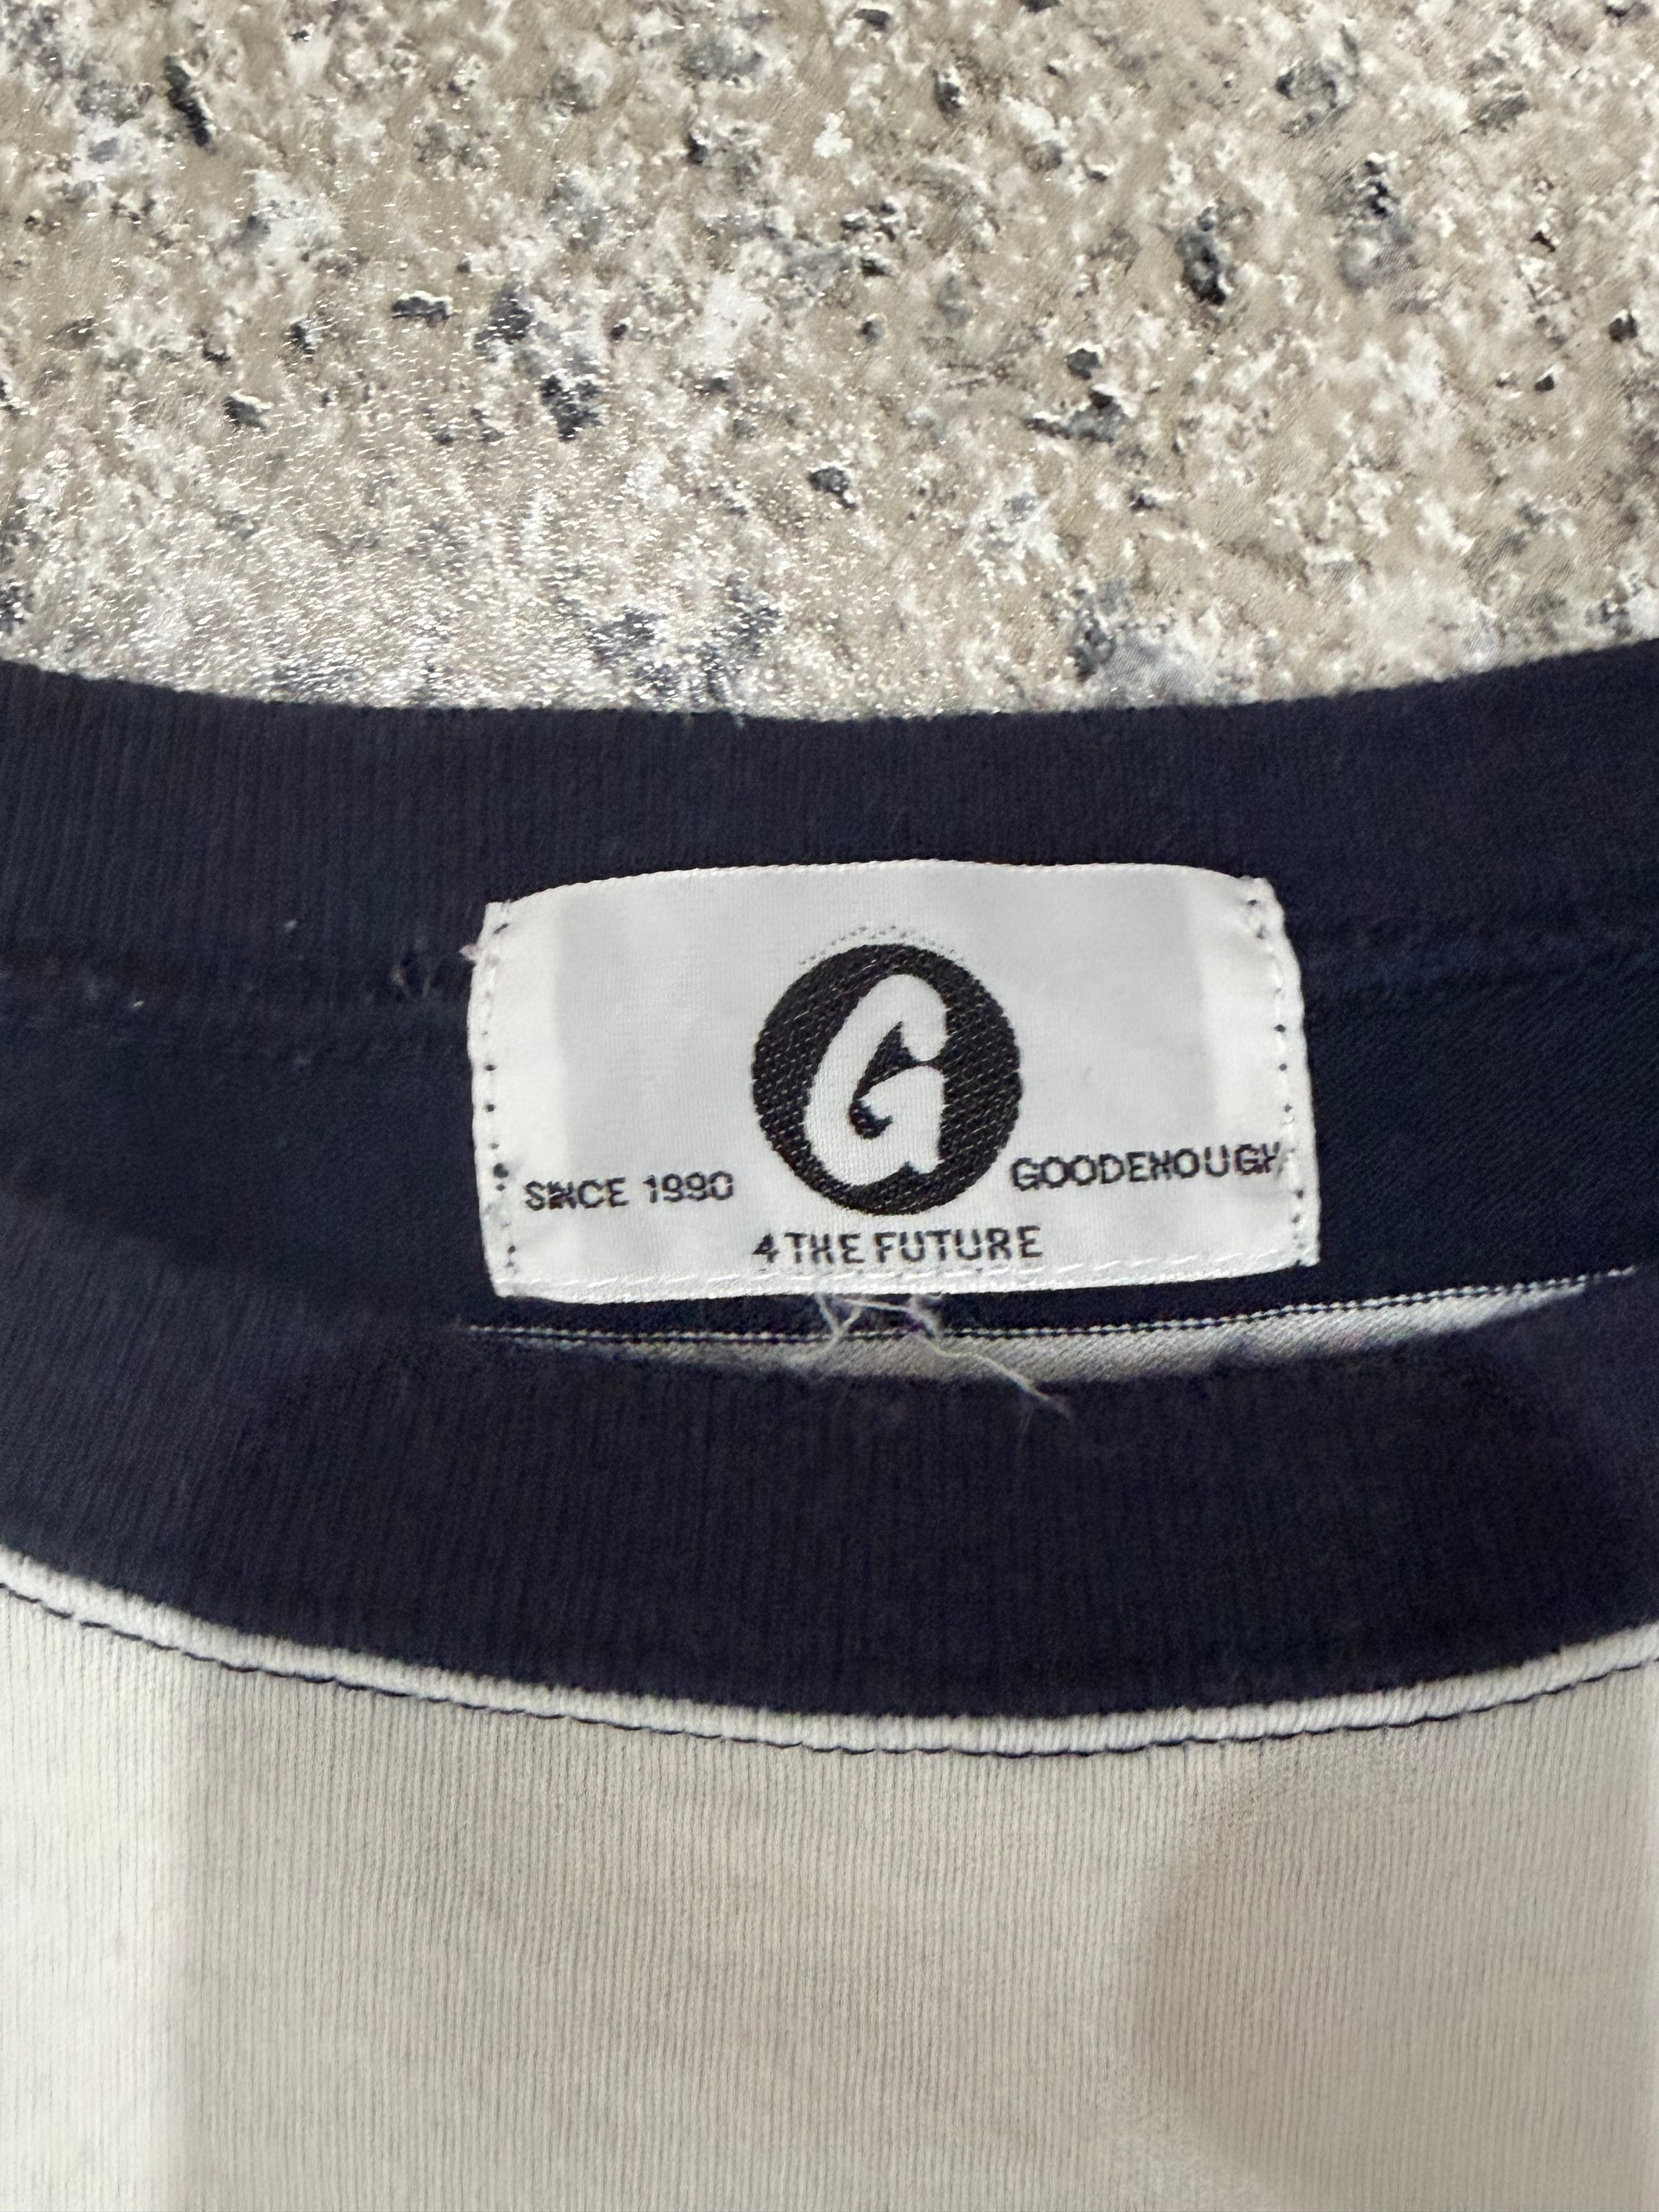 G
SINCE 1990 GOODENOUGH
4 THE FUTURE